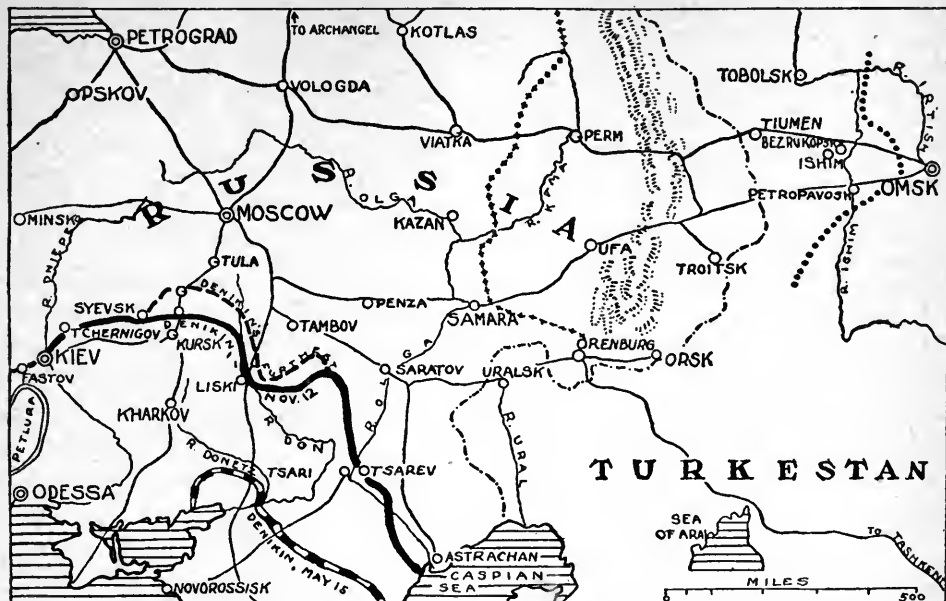 TO ARCHANGEL
KOTLAS
PETROGRAD
PSKOV
VOLOGDA
VIATKA
PERM
TOBOLSK
R. IRTISH
TIUMEN
BEZRUKOPSK
ISHIM
OMSK
PETROPAVOSK
R. ISHIM
RUSSIA
R. VOLGA
R. KAMA
KAZAN
UFA
TROITSK
MINSK
MOSCOW
R. DNIEPER
TULA
SYEVSK
TCHERNIGOV
KURSK
KIEV
FASTOV
PETLURA
DENIKIN'S
DENIKIN,
NOV. 12
TAMBOV
PENZA
SAMARA
ORENBURG
ORSK
LISKI
SARATOV
URALSK
VOLGA
R. URAL
KHARKOV
R. DON
R. DONETS
TSARI
TSAREV
ODESSA
DENIKIN, MAY 15
NOVOROSSISK
ASTRACHAN
CASPIAN
SEA
TURKESTAN
SEA
OF ARAL
TO TASHKENT
MILES
500